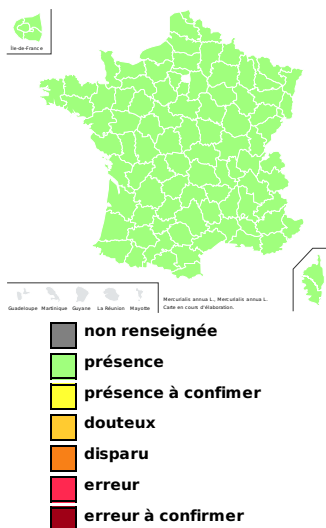 Île-de-France
Guadeloupe Martinique Guyane La Réunion Mayotte
Mercurialis annua L., Mercurialis annua L.
Carte en cours d'élaboration.
non renseignée
présence
présence à confimer
douteux
disparu
erreur
erreur à confirmer